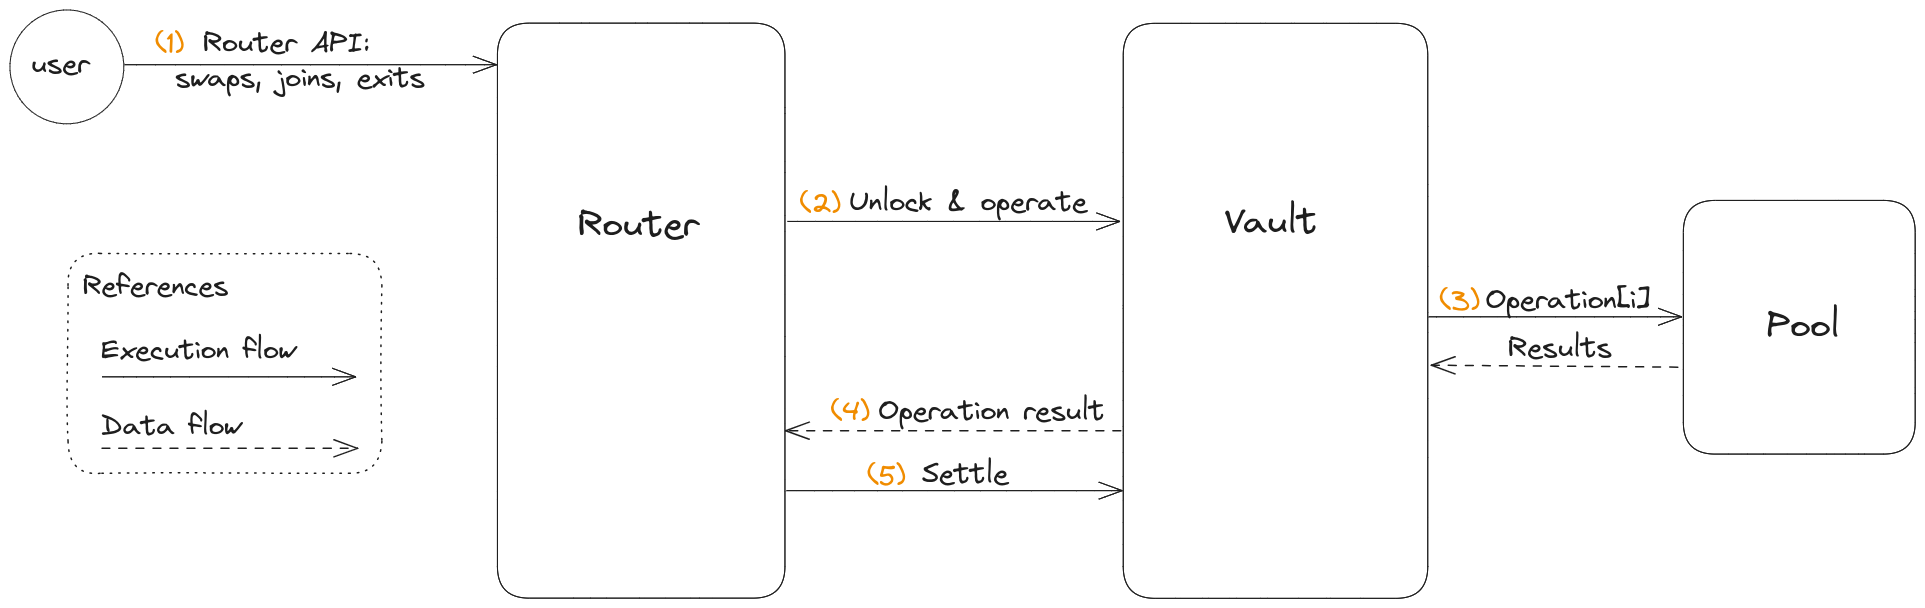 user
(1) Router API:
swaps, joins, exits
Router
(2) Unlock & operate
Vault
(3) Operation[i]
Results
Pool
(4) Operation result
(5) Settle
References
Execution flow
Data flow